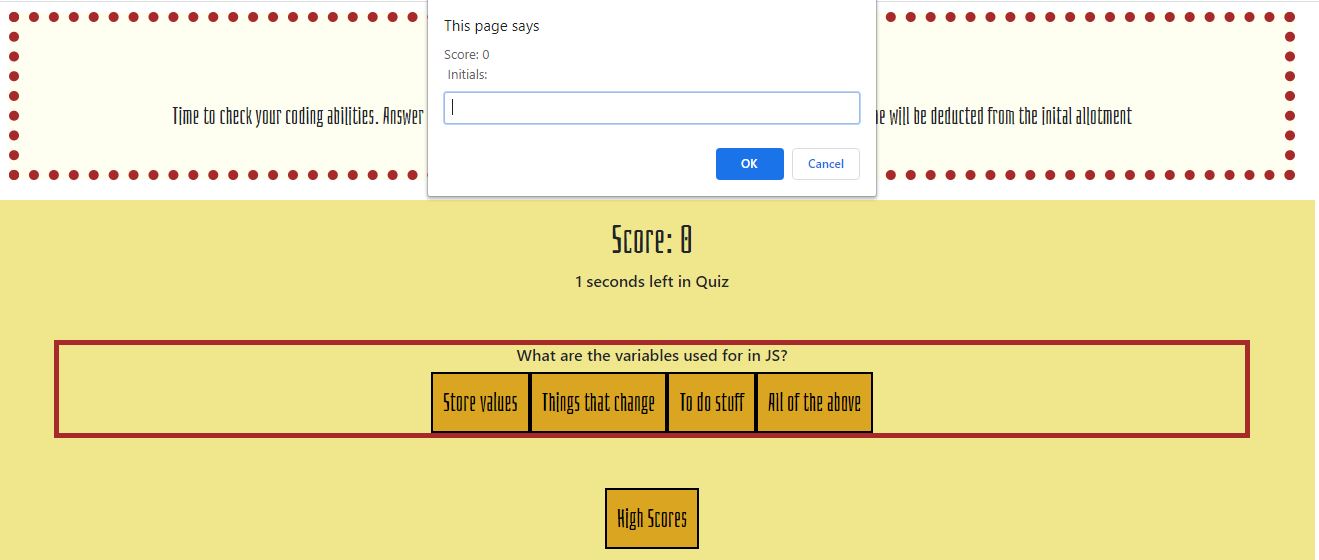 This page says
Score: 0
Initials:
OK Cancel
Time to check your coding abilities. Answer will be deducted from the inital allotment
Score: 0
1 seconds left in Quiz
What are the variables used for in JS?
Store values Things that change To do stuff All of the above
High Scores